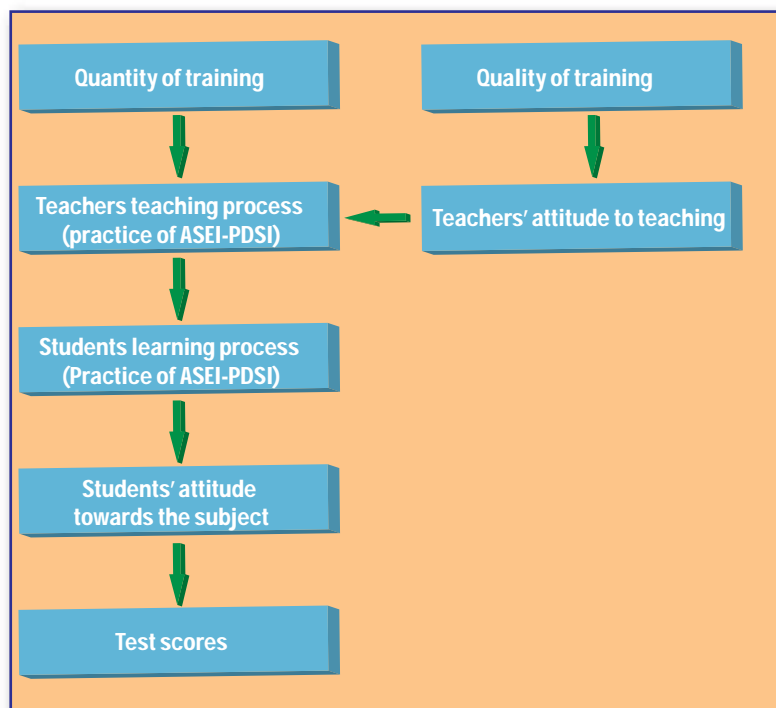 Quantity of training
Quality of training
Teachers teaching process
(practice of ASEI-PDSI)
Teachers' attitude to teaching
Students learning process
(Practice of ASEI-PDSI)
Students' attitude
towards the subject
Test scores